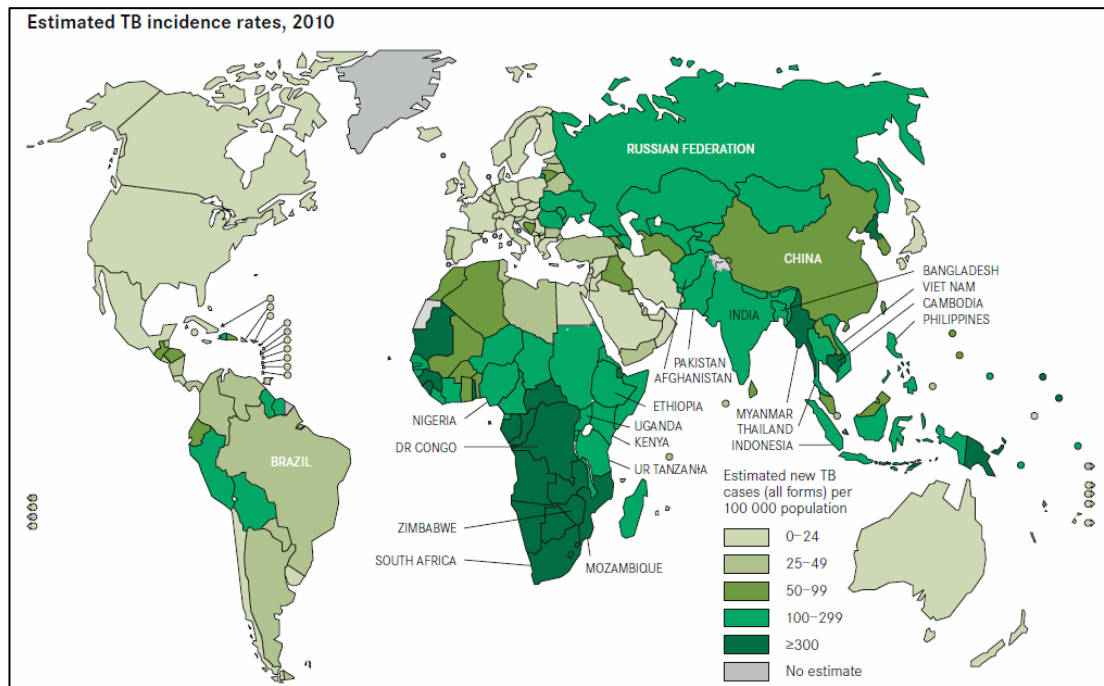 Estimated TB incidence rates, 2010
RUSSIAN FEDERATION
CHINA
BANGLADESH
VIET NAM
CAMBODIA
PHILIPPINES
INDIA
PAKISTAN
AFGHANISTAN
NIGERIA
ETHIOPIA
MYANMAR
UGANDA
THAILAND
DR CONGO
KENYA
INDONESIA
BRAZIL
UR TANZANIA
ZIMBABWE
SOUTH AFRICA
MOZAMBIQUE
Estimated new TB
cases (all forms) per
100 000 population
0–24
25–49
50–99
100–299
≥300
No estimate